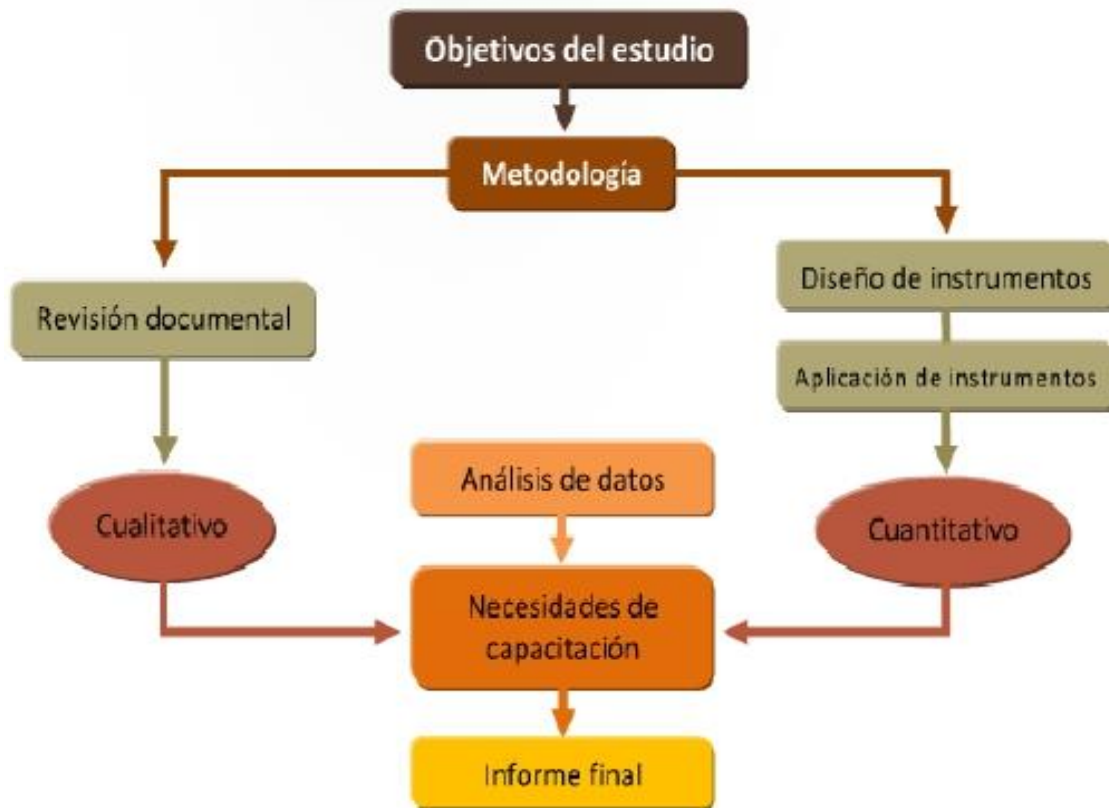 Objetivos del estudio
Metodología
Revisión documental
Diseño de instrumentos
Aplicación de instrumentos
Cualitativo
Análisis de datos
Cuantitativo
Necesidades de
capacitación
Informe final